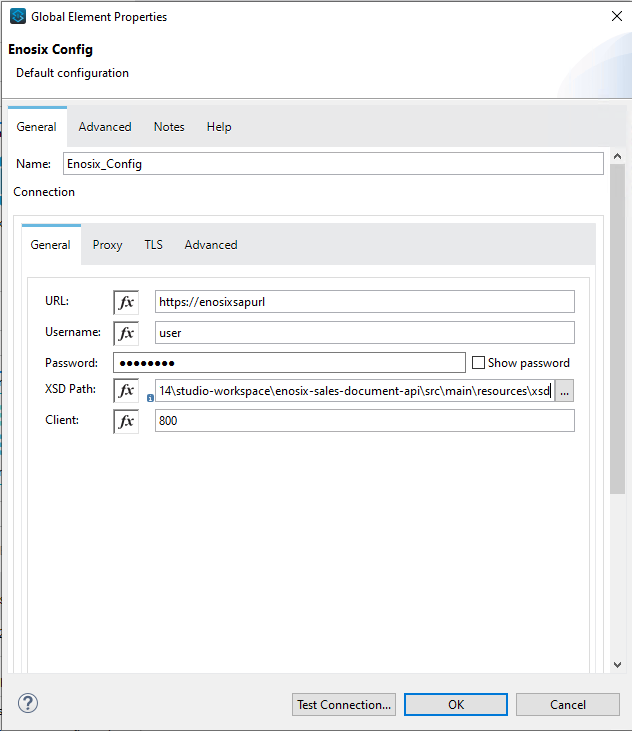 Global Element Properties
Enosix Config
Default configuration
General Advanced Notes Help
Name: Enosix_Config
Connection
General Proxy TLS Advanced
URL: fx https://enosixsapurl
Username: fx user
Password: ●●●●●●●● Show password
XSD Path: fx 14\studio-workspace\enosix-sales-document-api\src\main\resources\xsd ...
Client: fx 800
? Test Connection... OK Cancel